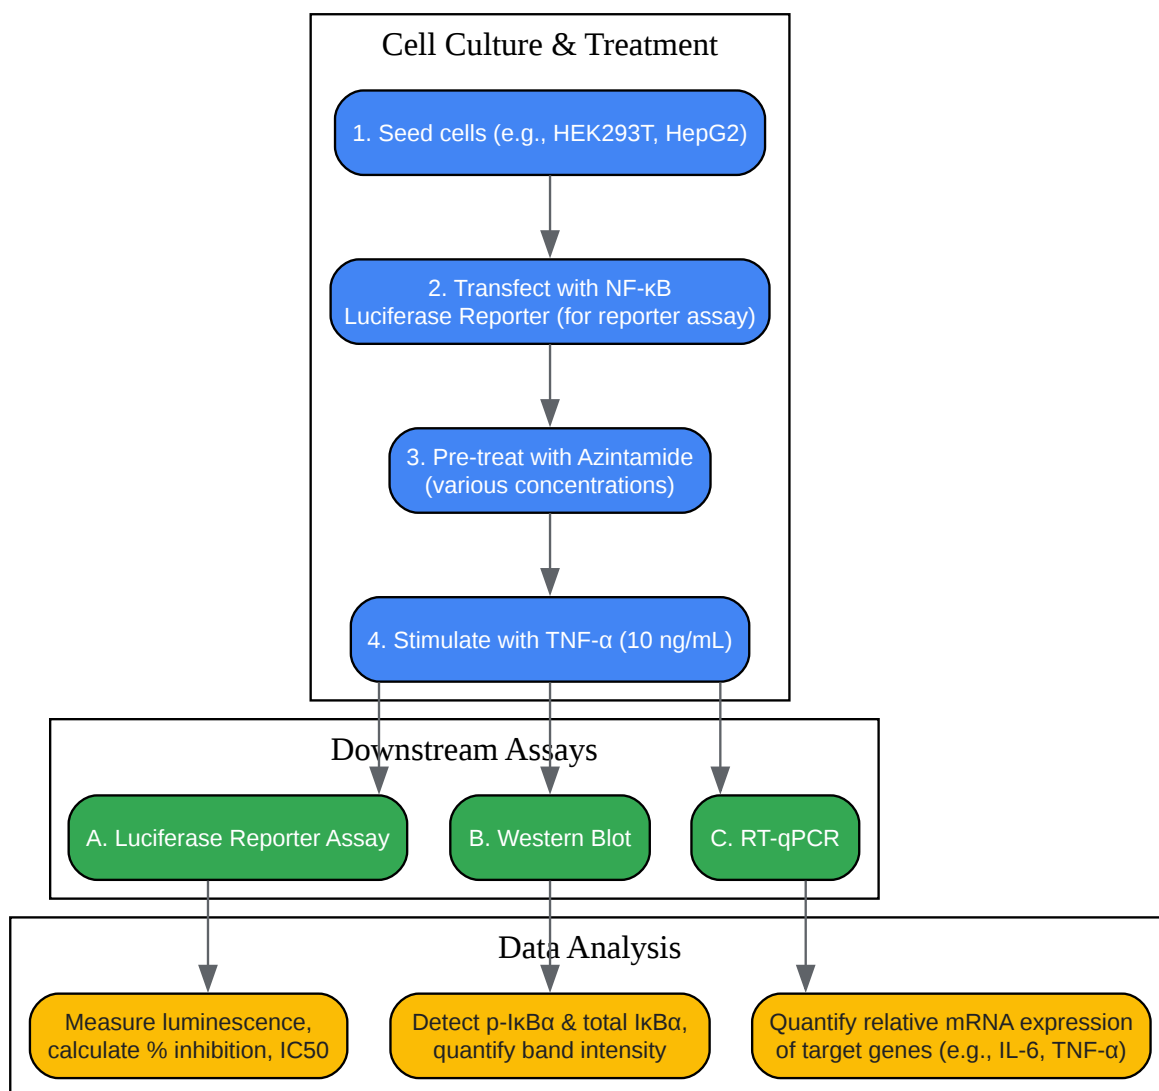 Cell Culture & Treatment
1. Seed cells (e.g., HEK293T, HepG2)
2. Transfect with NF-κB
Luciferase Reporter (for reporter assay)
3. Pre-treat with Azintamide
(various concentrations)
4. Stimulate with TNF-α (10 ng/mL)
Downstream Assays
A. Luciferase Reporter Assay
B. Western Blot
C. RT-qPCR
Data Analysis
Measure luminescence,
calculate % inhibition, IC50
Detect p-IκBα & total IκBα,
quantify band intensity
Quantify relative mRNA expression
of target genes (e.g., IL-6, TNF-α)